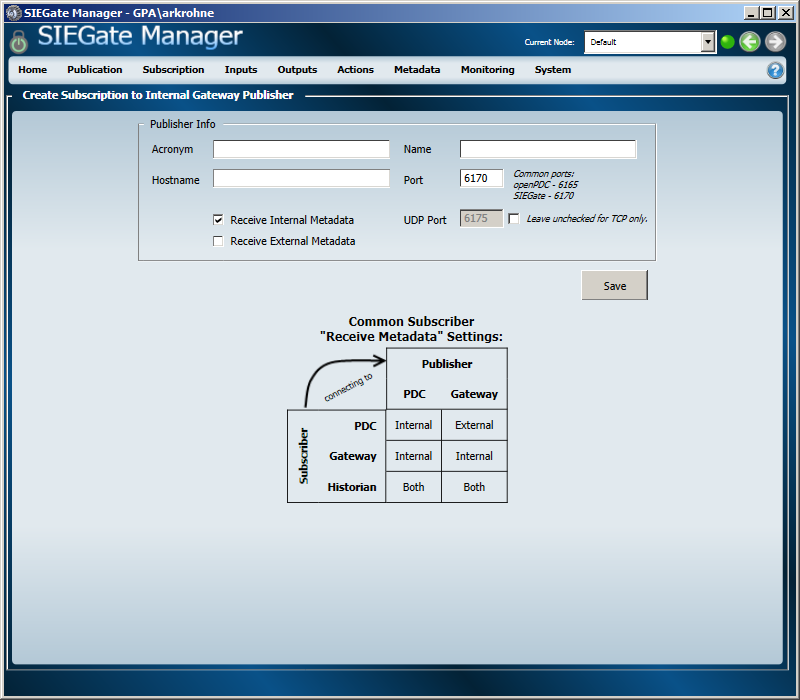 SIEGate Manager - GPA\arkrohne
SIEGate Manager
Current Node: Default
Home Publication Subscription Inputs Outputs Actions Metadata Monitoring System
?
Create Subscription to Internal Gateway Publisher
Publisher Info
Acronym Name
Hostname Port 6170
Common ports:
openPDC - 6165
SIEGate - 6170
Receive Internal Metadata UDP Port 6175 Leave unchecked for TCP only.
Receive External Metadata
Save
Common Subscriber
"Receive Metadata" Settings:
connecting to
Publisher
PDC Gateway
Subscriber
PDC Internal External
Gateway Internal Internal
Historian Both Both